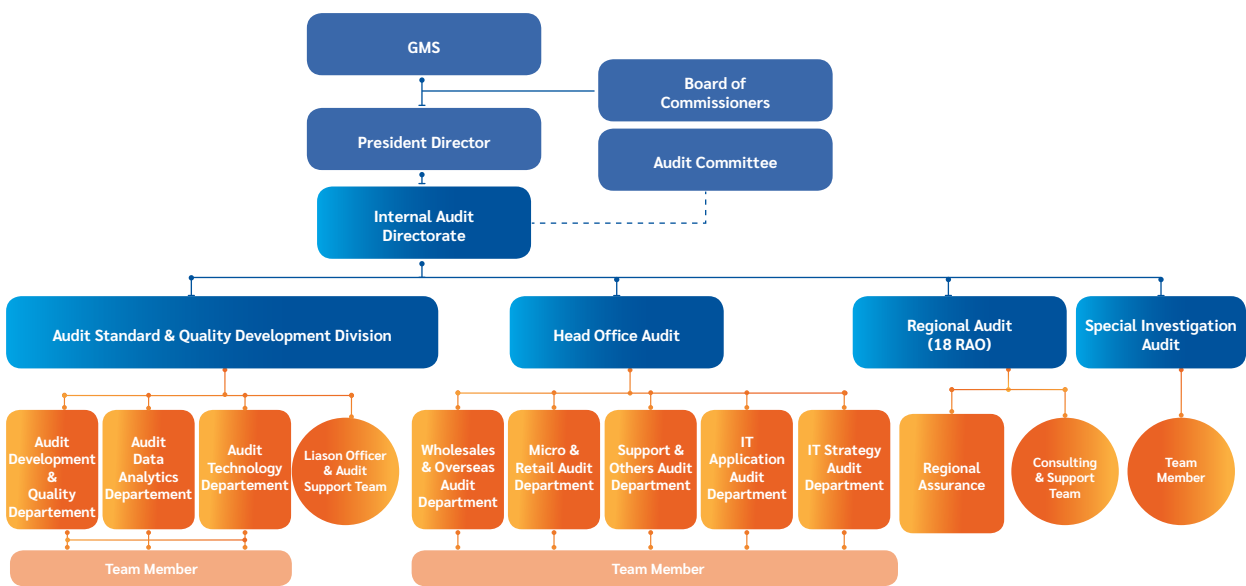 GMS
Board of
Commissioners
President Director
Audit Committee
Internal Audit
Directorate
Audit Standard & Quality Development Division
Head Office Audit
Regional Audit
(18 RAO)
Special Investigation
Audit
Audit
Development
&
Quality
Departement
Audit
Data
Analytics
Departement
Audit
Technology
Departement
Liason Officer
& Audit
Support Team
Wholesales
& Overseas
Audit
Department
Micro &
Retail Audit
Department
Support &
Others Audit
Department
IT
Application
Audit
Department
IT Strategy
Audit
Department
Regional
Assurance
Consulting
& Support
Team
Team
Member
Team Member
Team Member